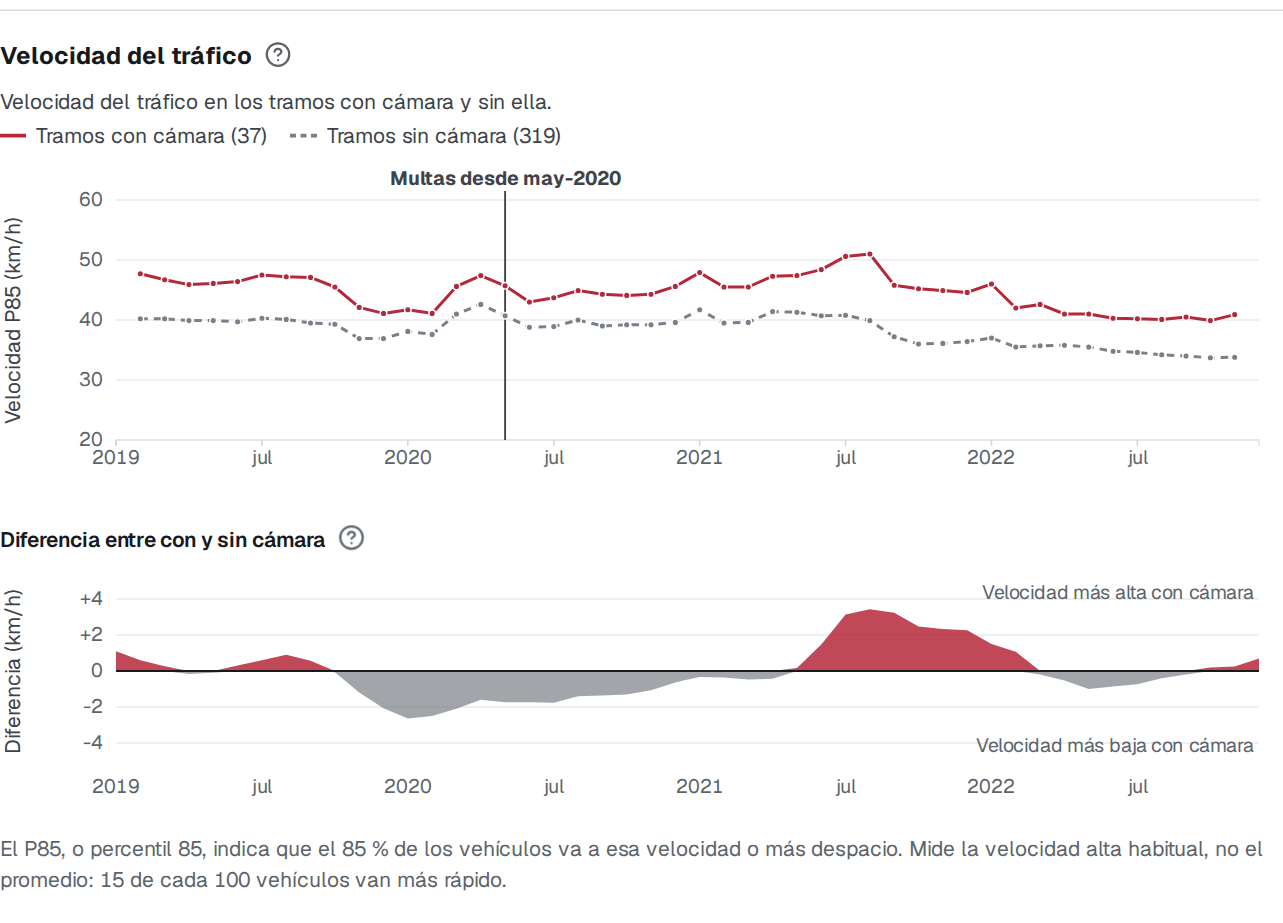 Velocidad del tráfico ?
Velocidad del tráfico en los tramos con cámara y sin ella.
Tramos con cámara (37) Tramos sin cámara (319)
Multas desde may-2020
Velocidad P85 (km/h)
60
50
40
30
20
2019 jul 2020 jul 2021 jul 2022 jul
Diferencia entre con y sin cámara ?
Diferencia (km/h)
Velocidad más alta con cámara
+4
+2
0
-2
-4
Velocidad más baja con cámara
2019 jul 2020 jul 2021 jul 2022 jul
El P85, o percentil 85, indica que el 85 % de los vehículos va a esa velocidad o más despacio. Mide la velocidad alta habitual, no el
promedio: 15 de cada 100 vehículos van más rápido.